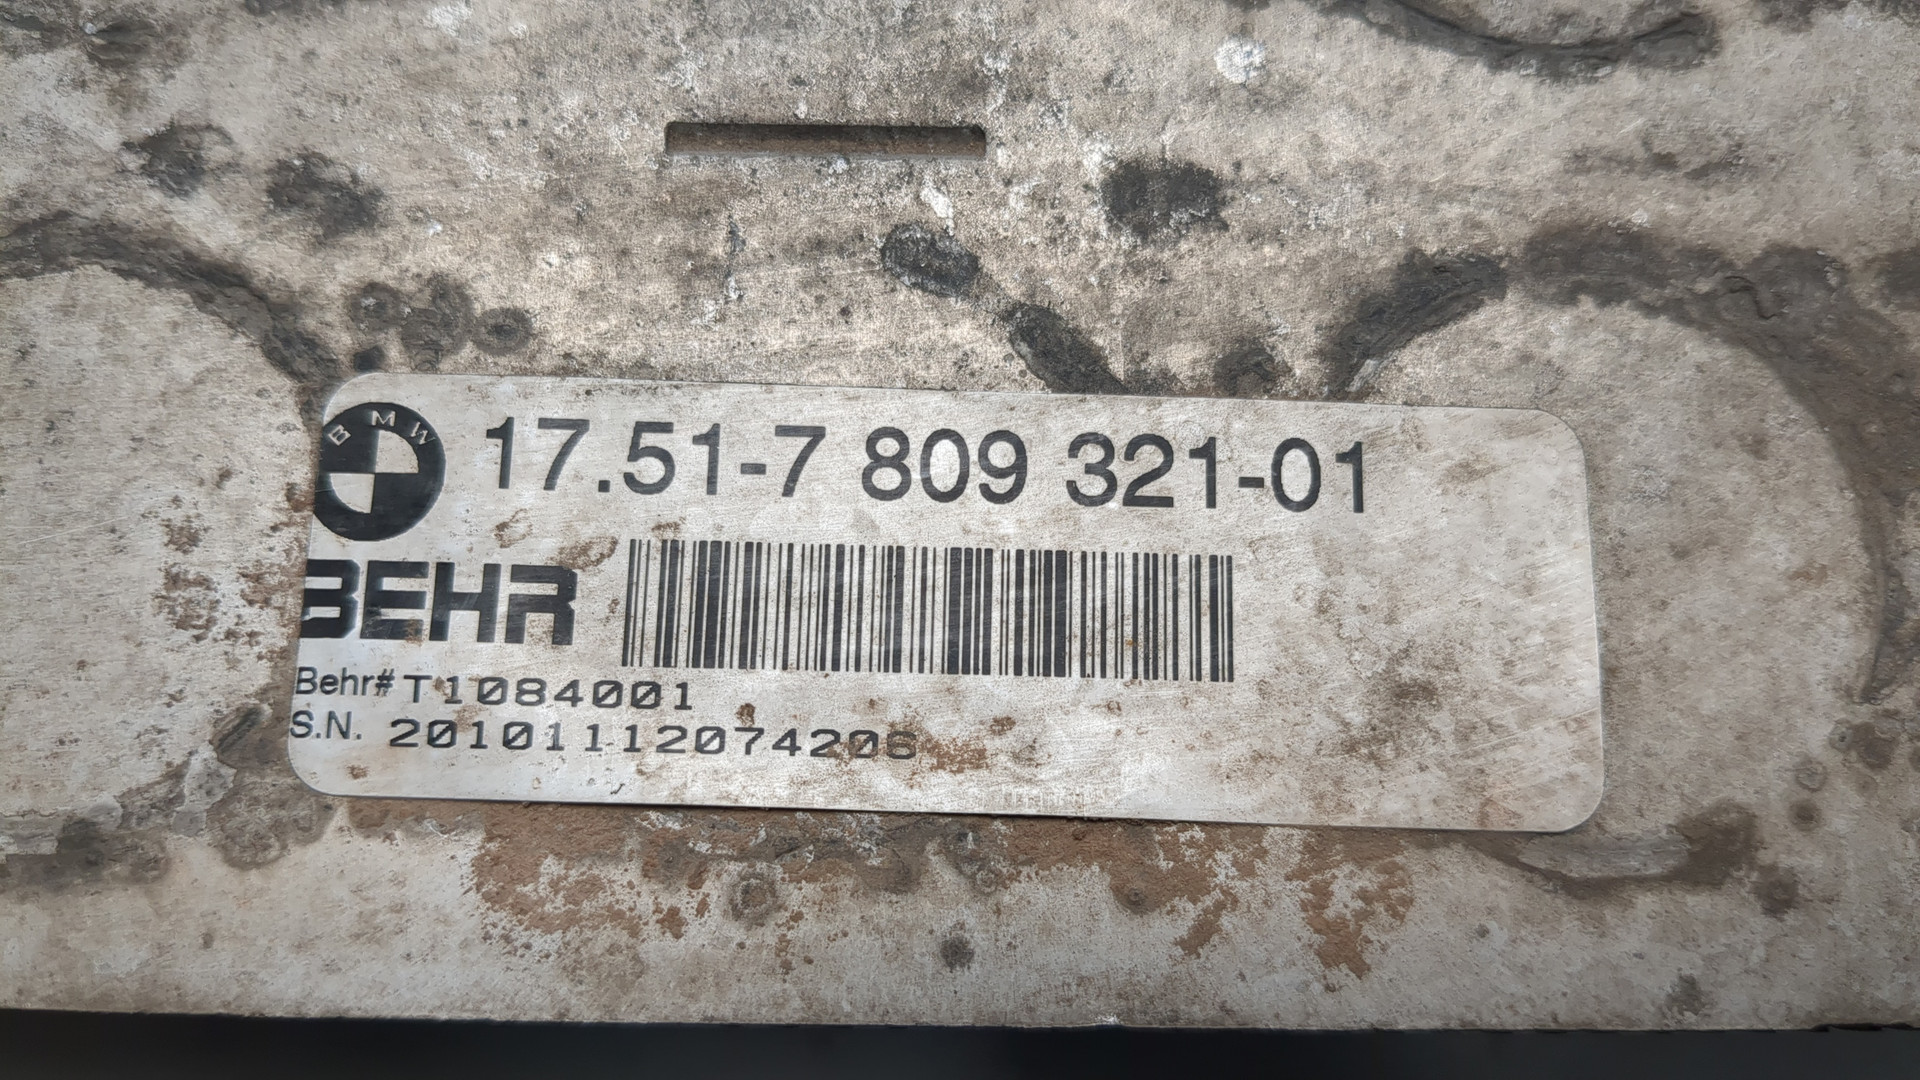 BMW
17.51-7 809 321-01
BEHR
Behr# T1084001
S.N. 20101112074206